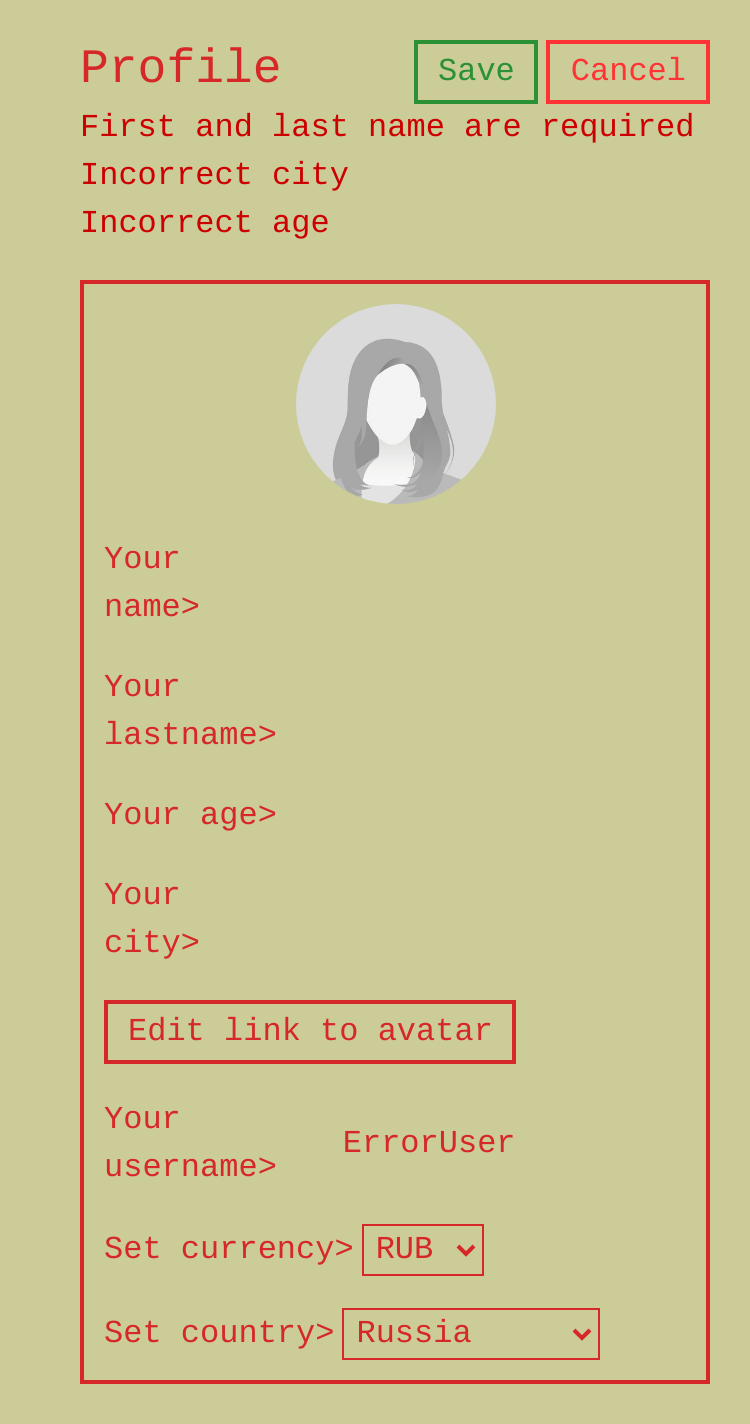 Profile Save Cancel
First and last name are required
Incorrect city
Incorrect age
Your
name>
Your
lastname>
Your age>
Your
city>
Edit link to avatar
Your
username>
ErrorUser
Set currency> RUB
Set country> Russia